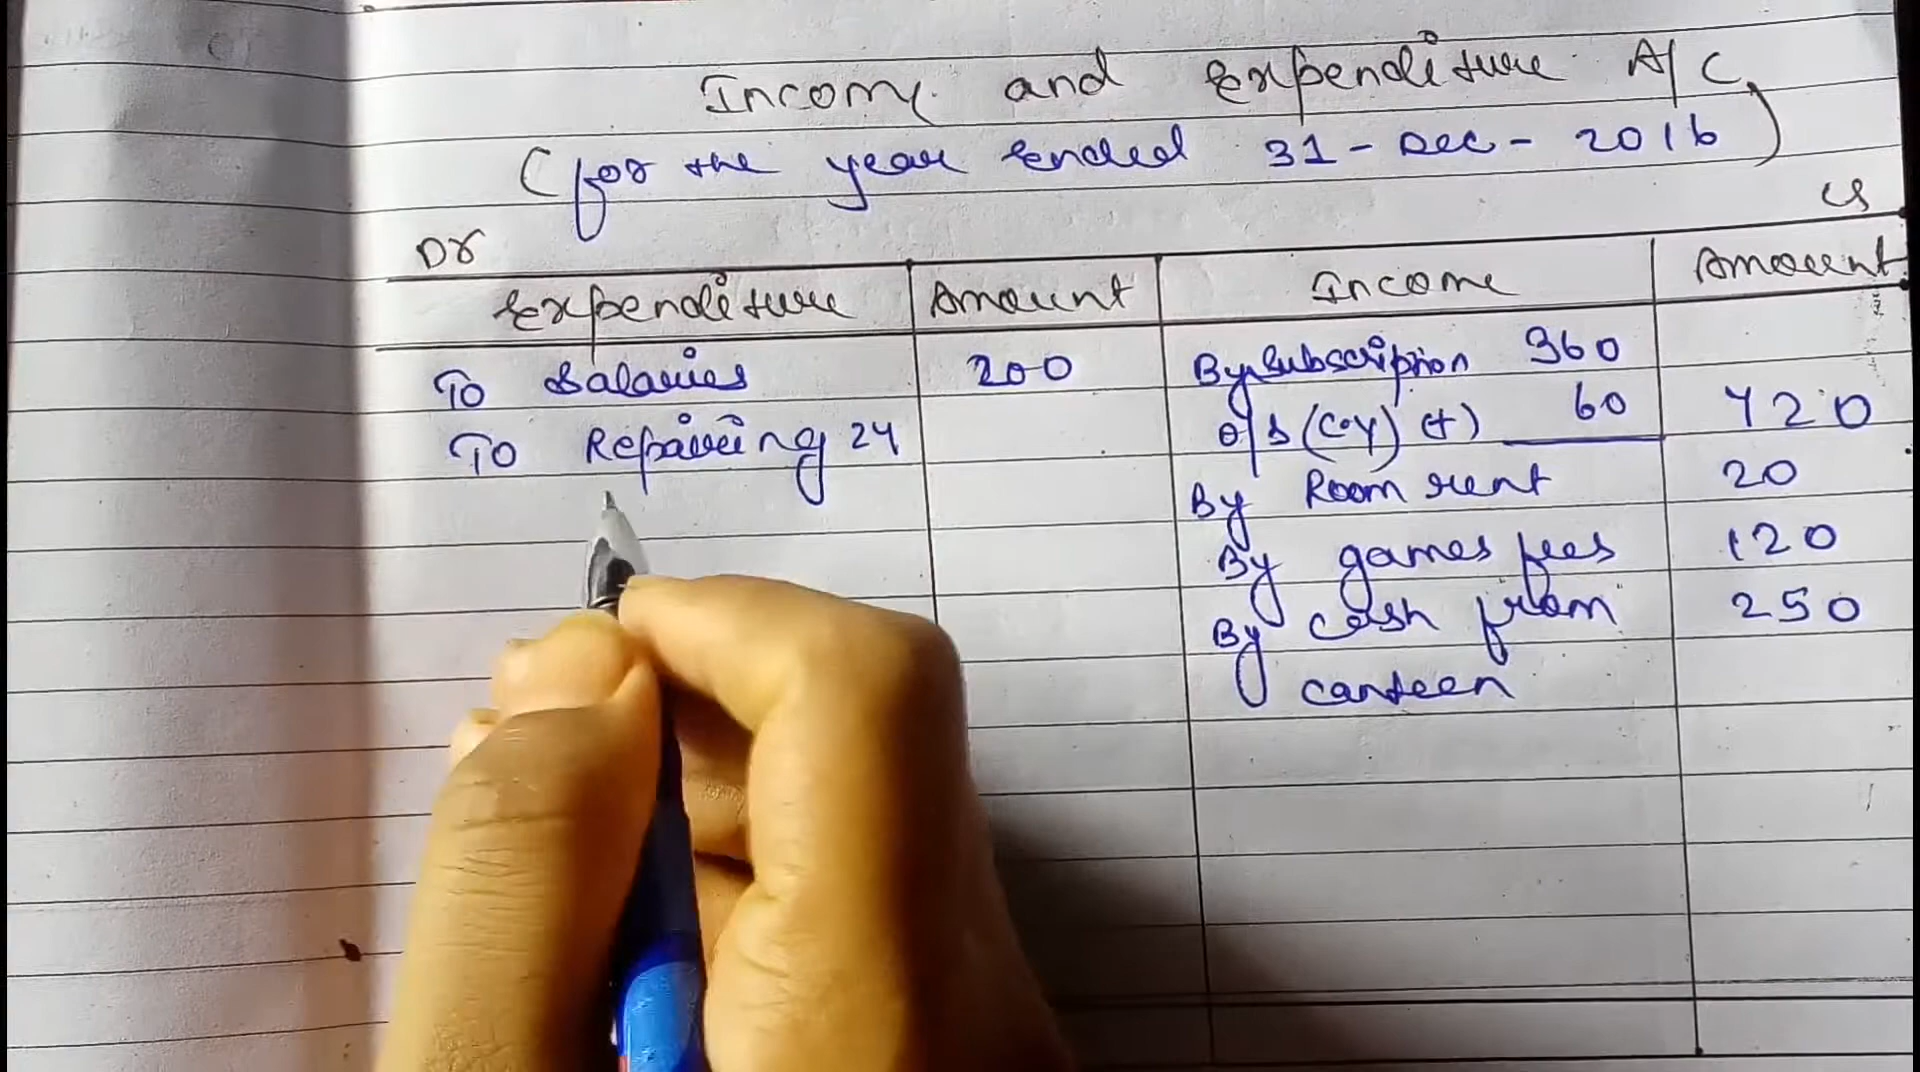 Income and Expenditure A/C
(for the year ended 31-Dec-2016)
Dr Cr
Expenditure Amount Income Amount
To Salaries 200 By Subscription 360
To Repairing 24 o/s (C.Y) (+) 60 420
By Room rent 20
By games fees 120
By cash from 250
canteen